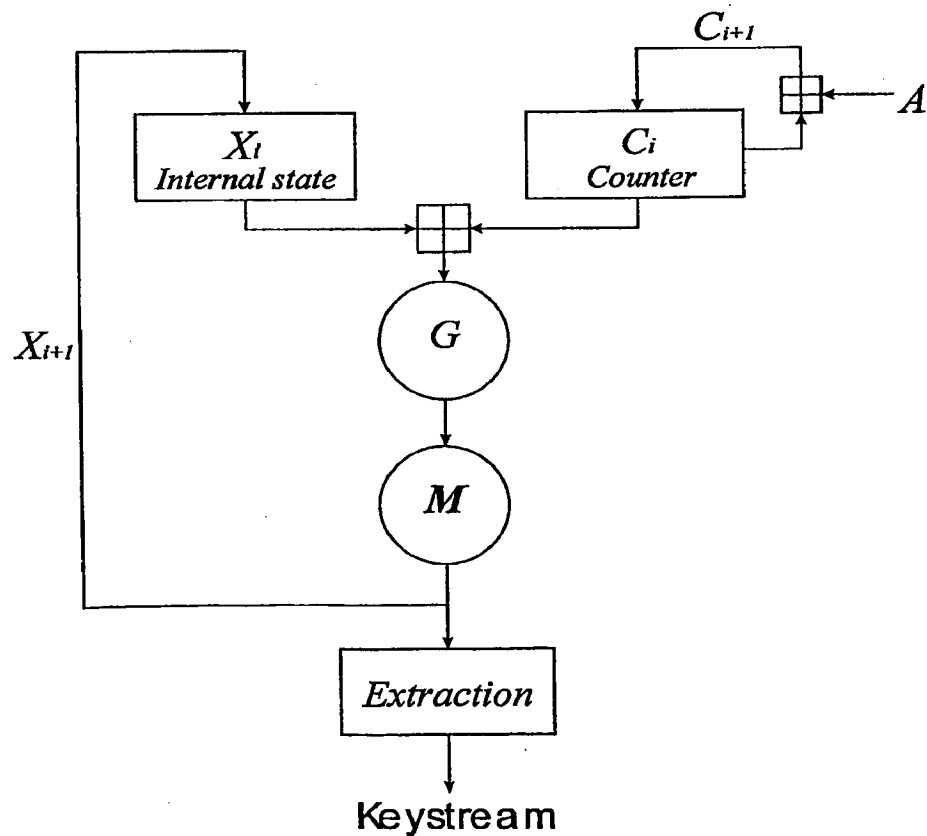 C_{i+1}
A
X_i
Internal state
C_i
Counter
G
X_{i+1}
M
Extraction
Keystream